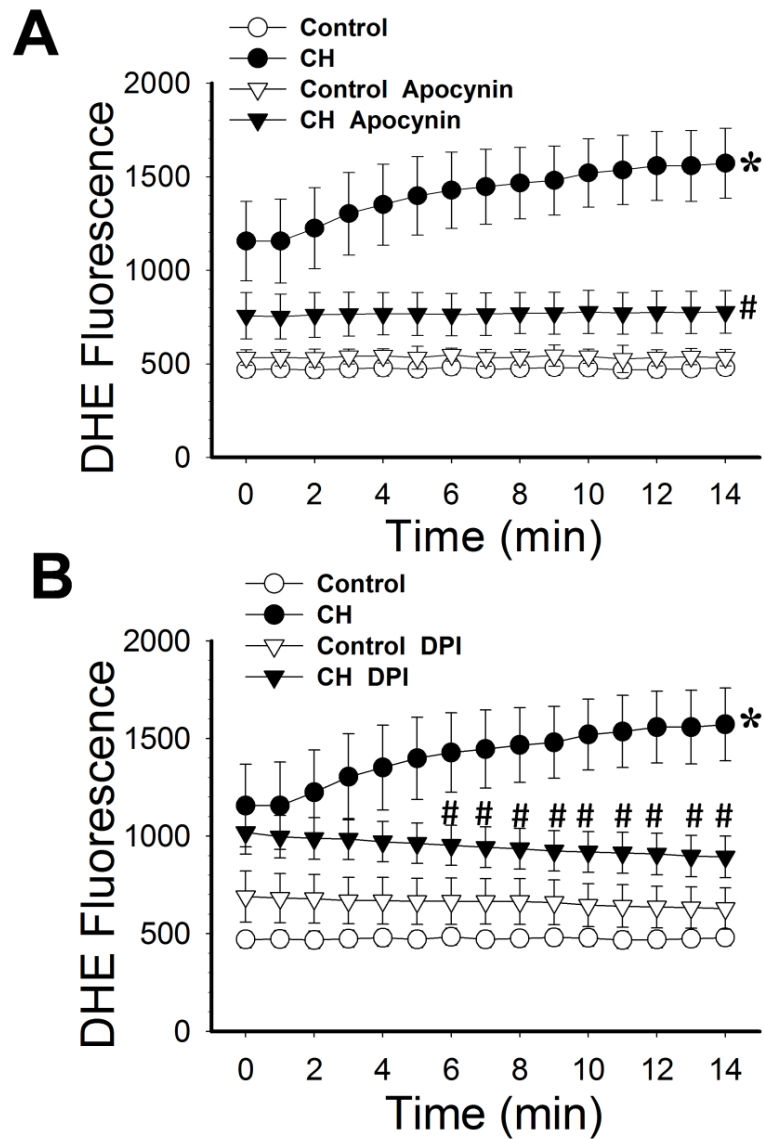 A
Control
CH
Control Apocynin
CH Apocynin
DHE Fluorescence
2000
1500
1000
500
0
*
#
0 2 4 6 8 10 12 14
Time (min)
B
Control
CH
Control DPI
CH DPI
DHE Fluorescence
2000
1500
1000
500
0
*
# # # # # # # # #
0 2 4 6 8 10 12 14
Time (min)